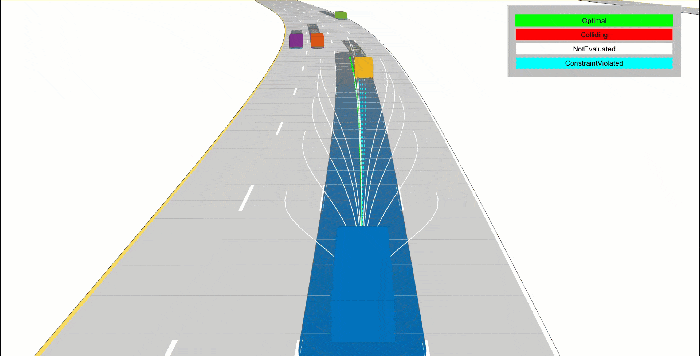 Optimal
Colliding
NotEvaluated
ConstraintViolated